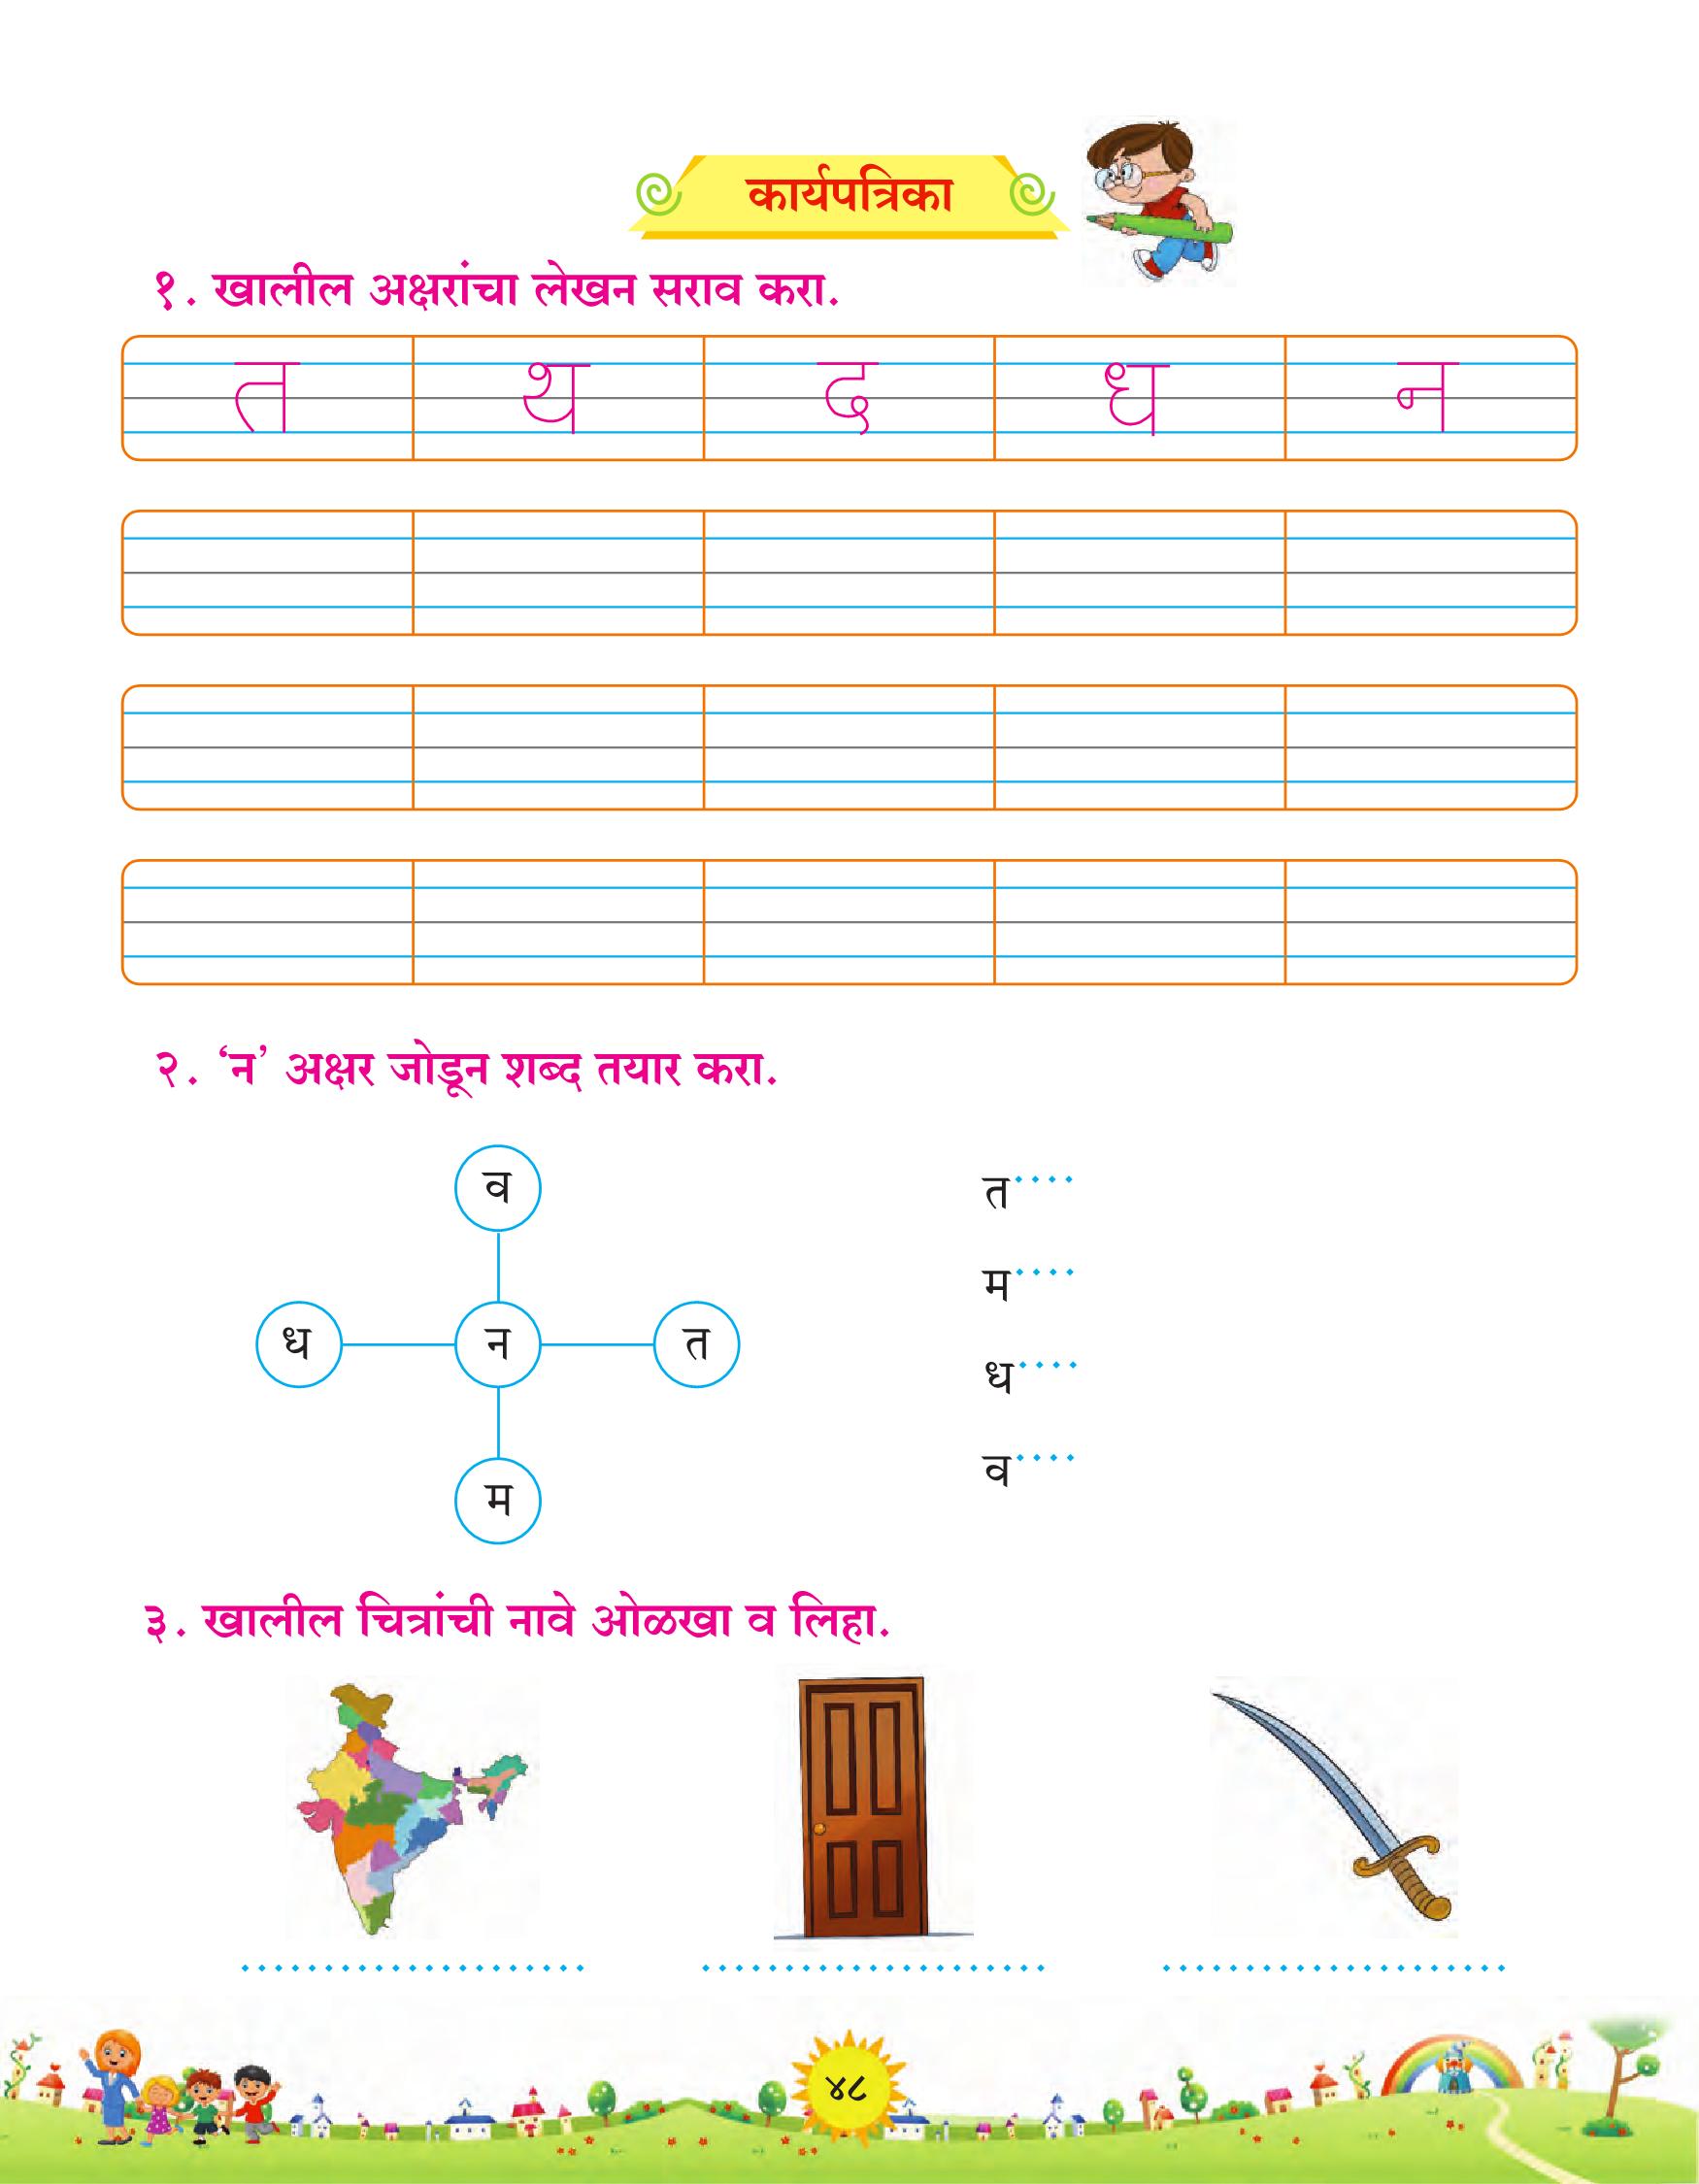 कार्यपत्रिका
१. खालील अक्षरांचा लेखन सराव करा.
त थ द ध न
२. ‘न’ अक्षर जोडून शब्द तयार करा.
व
ध न त
म
त····
म····
ध····
व····
३. खालील चित्रांची नावे ओळखा व लिहा.
४८